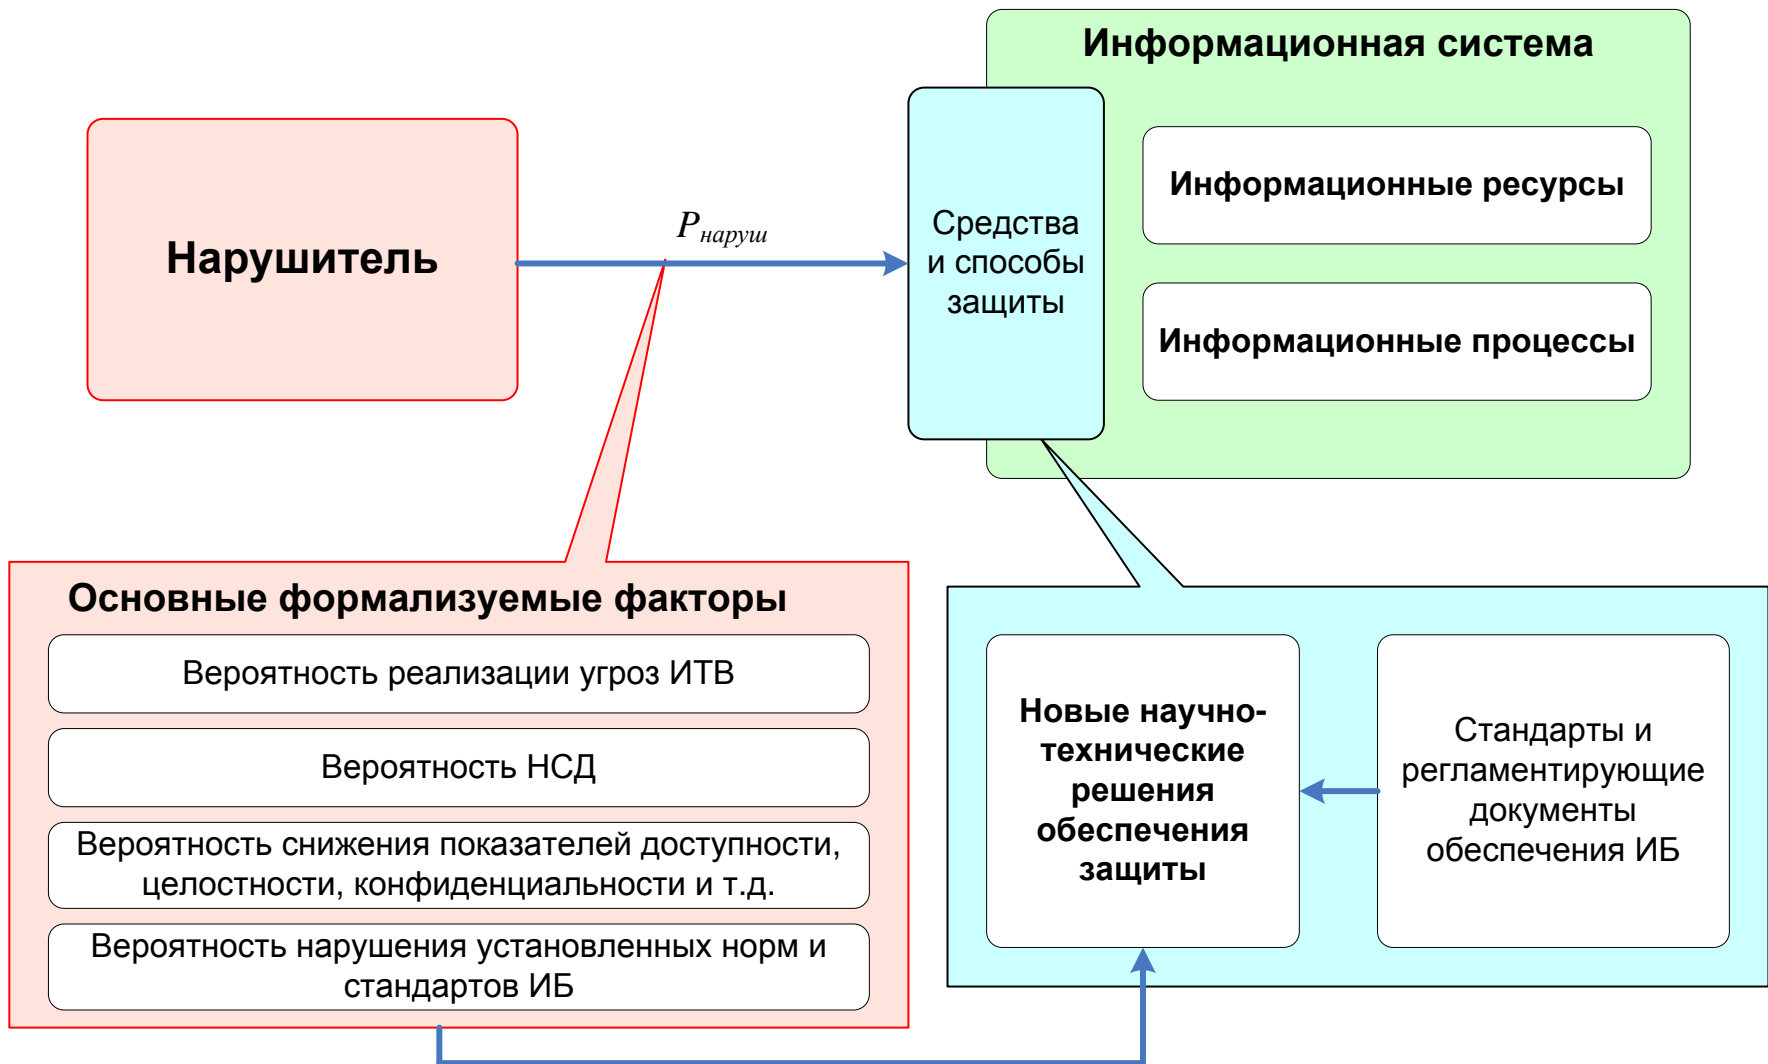 Информационная система
Нарушитель
Pнаруш
Средства
и способы
защиты
Информационные ресурсы
Информационные процессы
Основные формализуемые факторы
Вероятность реализации угроз ИТВ
Вероятность НСД
Вероятность снижения показателей доступности,
целостности, конфиденциальности и т.д.
Вероятность нарушения установленных норм и
стандартов ИБ
Новые научно-
технические
решения
обеспечения
защиты
Стандарты и
регламентирующие
документы
обеспечения ИБ